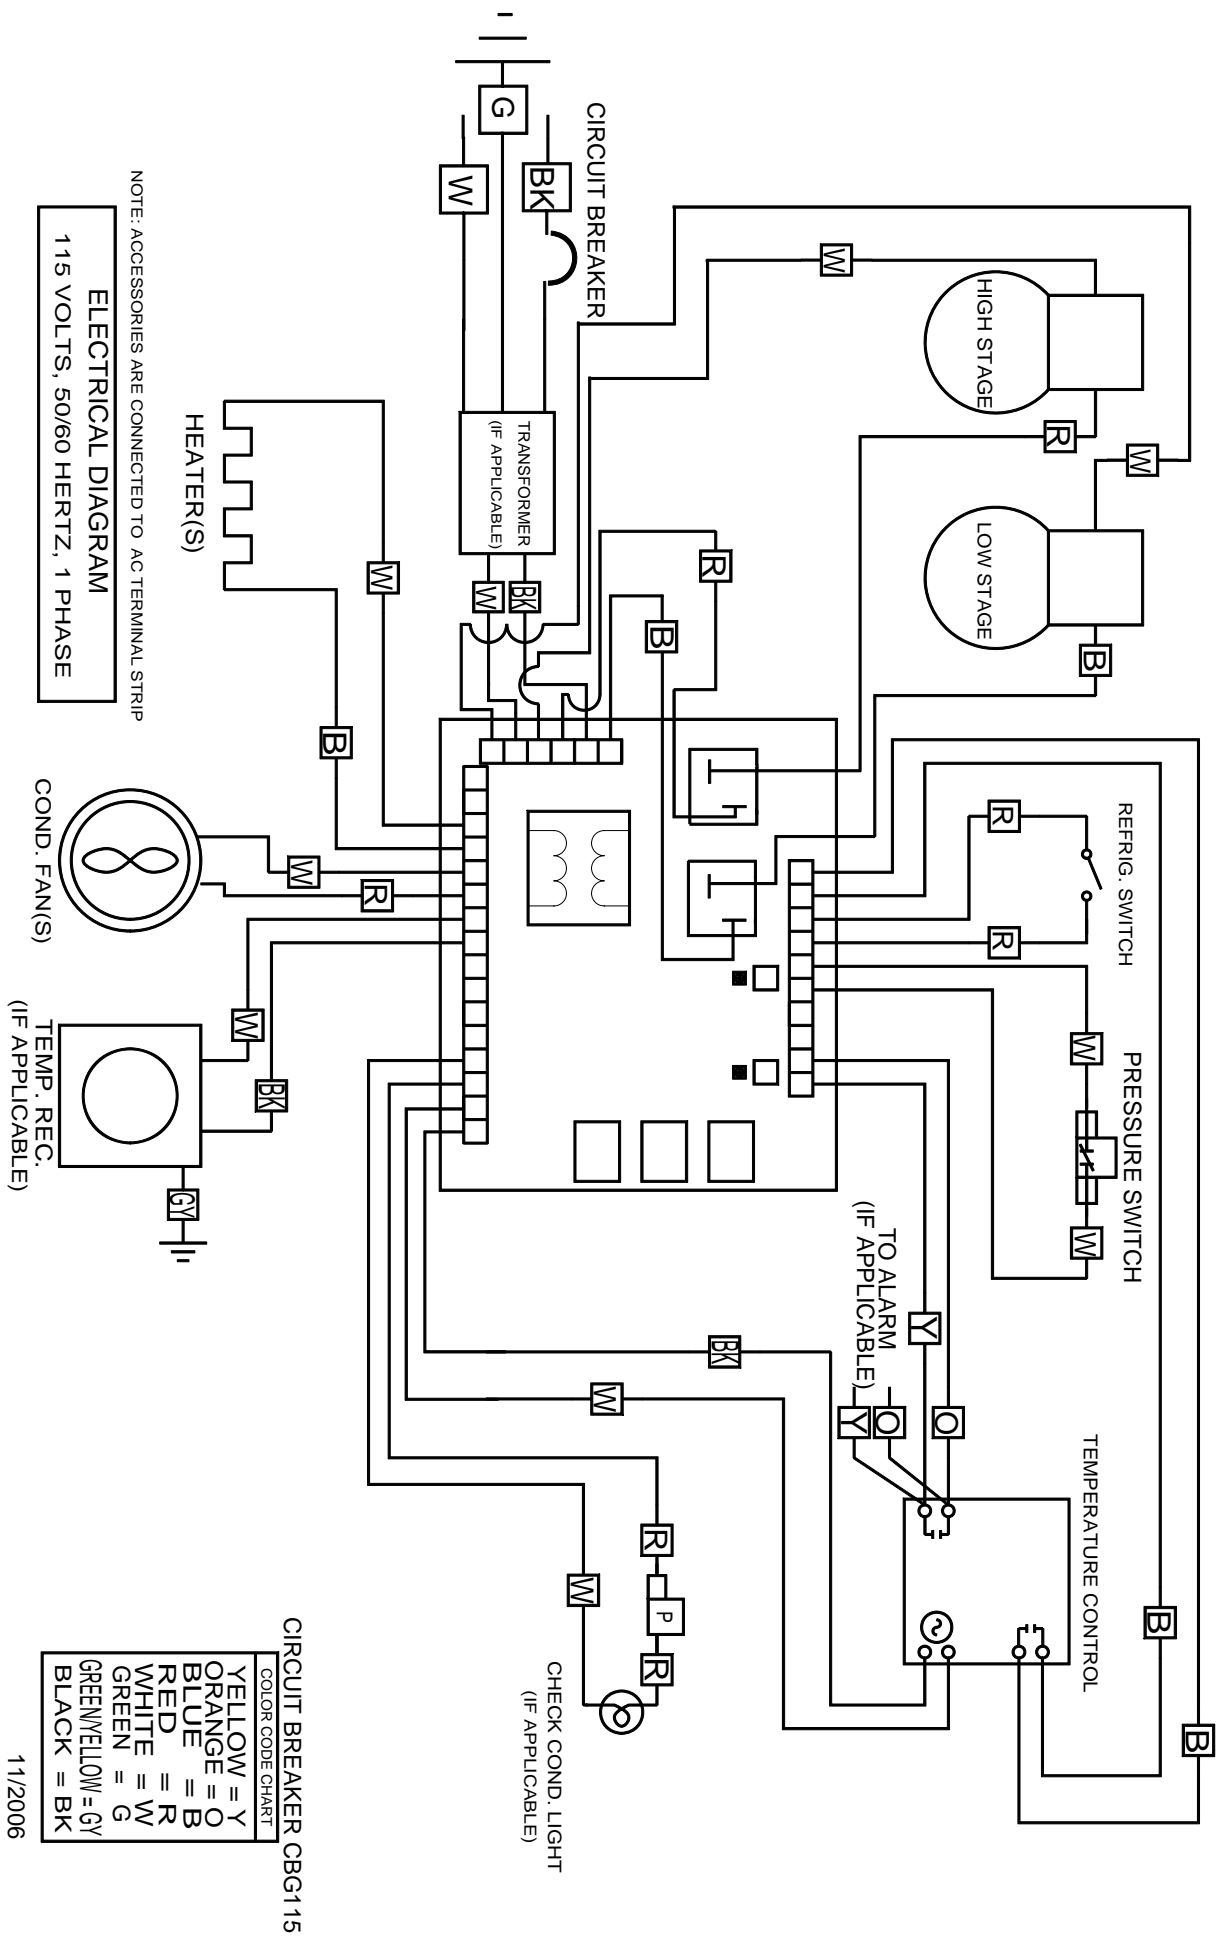 HIGH STAGE
LOW STAGE
W
R
W
B
REFRIG. SWITCH
R
R
PRESSURE SWITCH
W
W
TEMPERATURE CONTROL
B
B
CIRCUIT BREAKER
G
BK
W
TRANSFORMER
(IF APPLICABLE)
W
BK
R
B
TO ALARM
(IF APPLICABLE)
Y
O
Y
O
BK
W
R
P
R
W
CHECK COND. LIGHT
(IF APPLICABLE)
HEATER(S)
W
B
COND. FAN(S)
W
R
TEMP. REC.
(IF APPLICABLE)
W
BK
GY
NOTE: ACCESSORIES ARE CONNECTED TO AC TERMINAL STRIP
ELECTRICAL DIAGRAM
115 VOLTS, 50/60 HERTZ, 1 PHASE
CIRCUIT BREAKER CBG115
COLOR CODE CHART
YELLOW = Y
ORANGE = O
BLUE = B
RED = R
WHITE = W
GREEN = G
GREEN/YELLOW = GY
BLACK = BK
11/2006